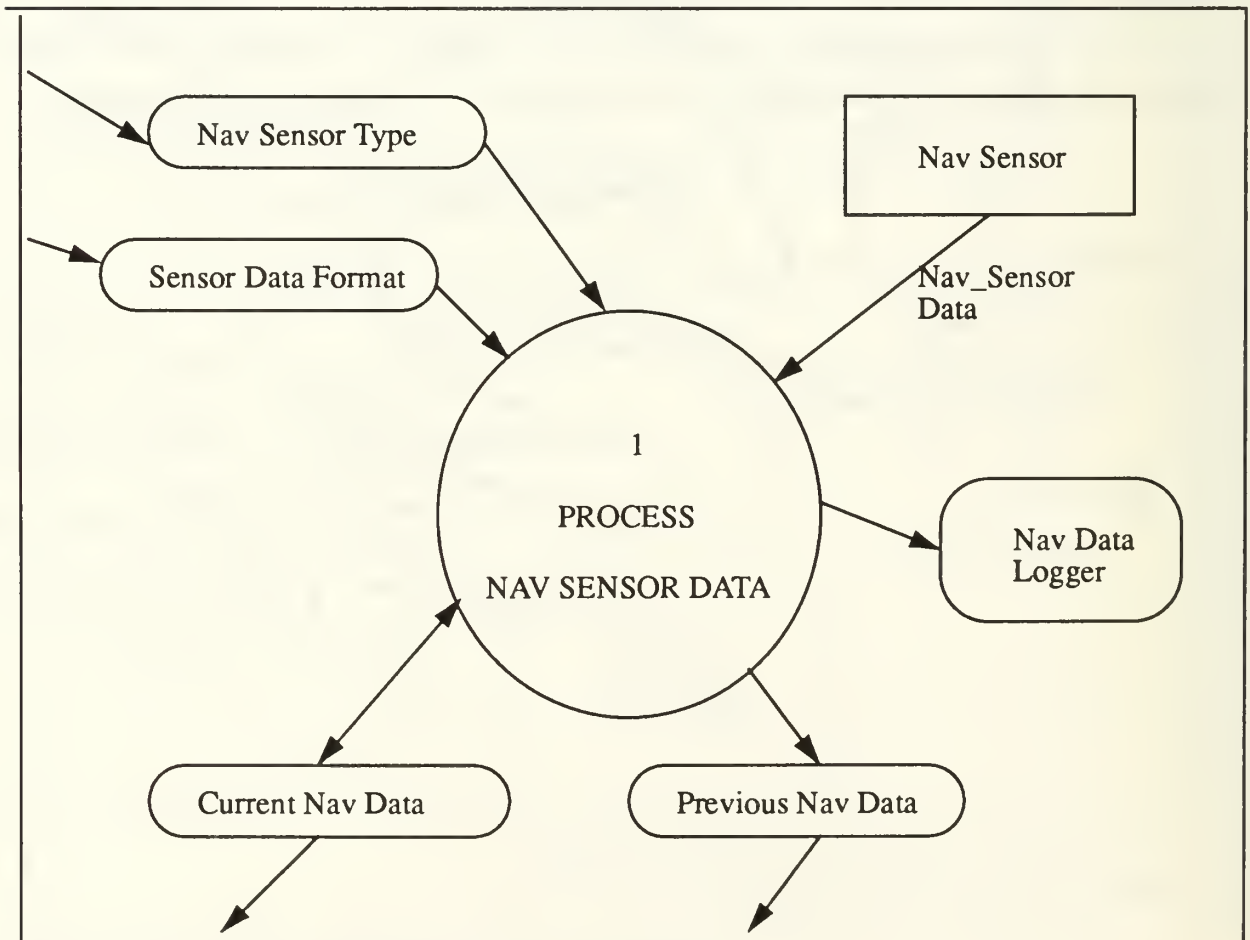 Nav Sensor Type
Nav Sensor
Sensor Data Format
Nav_Sensor
Data
1
PROCESS
NAV SENSOR DATA
Nav Data
Logger
Current Nav Data
Previous Nav Data